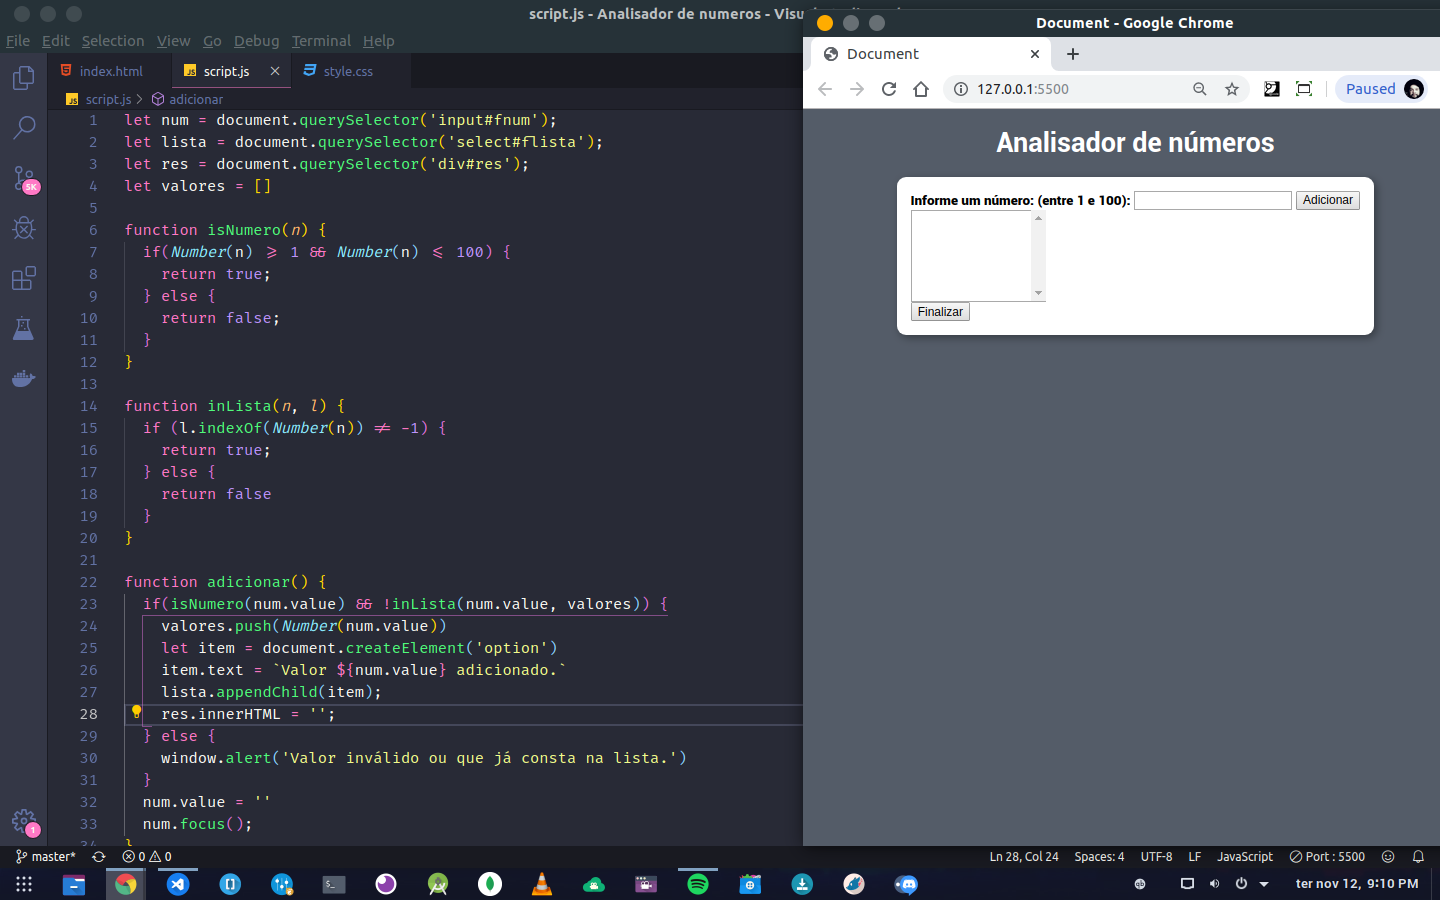 script.js - Analisador de numeros - Visu
File Edit Selection View Go Debug Terminal Help
index.html
script.js
style.css
script.js > adicionar
1 let num = document.querySelector('input#fnum');
2 let lista = document.querySelector('select#flista');
3 let res = document.querySelector('div#res');
4 let valores = []
5
6 function isNumero(n) {
7 if(Number(n) >= 1 && Number(n) <= 100) {
8 return true;
9 } else {
10 return false;
11 }
12 }
13
14 function inLista(n, l) {
15 if (l.indexOf(Number(n)) != -1) {
16 return true;
17 } else {
18 return false
19 }
20 }
21
22 function adicionar() {
23 if(isNumero(num.value) && !inLista(num.value, valores)) {
24 valores.push(Number(num.value))
25 let item = document.createElement('option')
26 item.text = `Valor ${num.value} adicionado.`
27 lista.appendChild(item);
28 res.innerHTML = '';
29 } else {
30 window.alert('Valor inválido ou que já consta na lista.')
31 }
32 num.value = ''
33 num.focus();
34 }
5K
1
Document - Google Chrome
Document
127.0.0.1:5500
Paused
Analisador de números
Informe um número: (entre 1 e 100):
Adicionar
Finalizar
master*
0
0
Ln 28, Col 24
Spaces: 4
UTF-8
LF
JavaScript
Port : 5500
ter nov 12, 9:10 PM